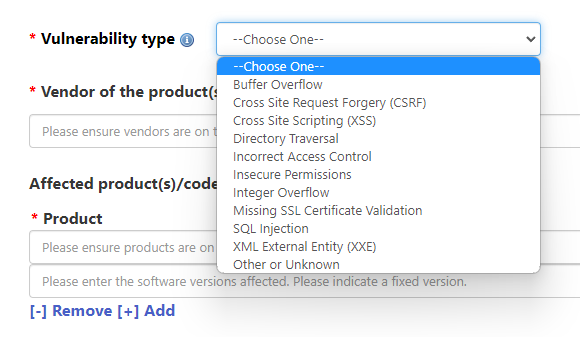 * Vulnerability type
--Choose One--
--Choose One--
Buffer Overflow
Cross Site Request Forgery (CSRF)
Cross Site Scripting (XSS)
Directory Traversal
Incorrect Access Control
Insecure Permissions
Integer Overflow
Missing SSL Certificate Validation
SQL Injection
XML External Entity (XXE)
Other or Unknown
* Vendor of the product(s
Please ensure vendors are on t
Affected product(s)/code
* Product
Please ensure products are on
Please enter the software versions affected. Please indicate a fixed version.
[-] Remove [+] Add